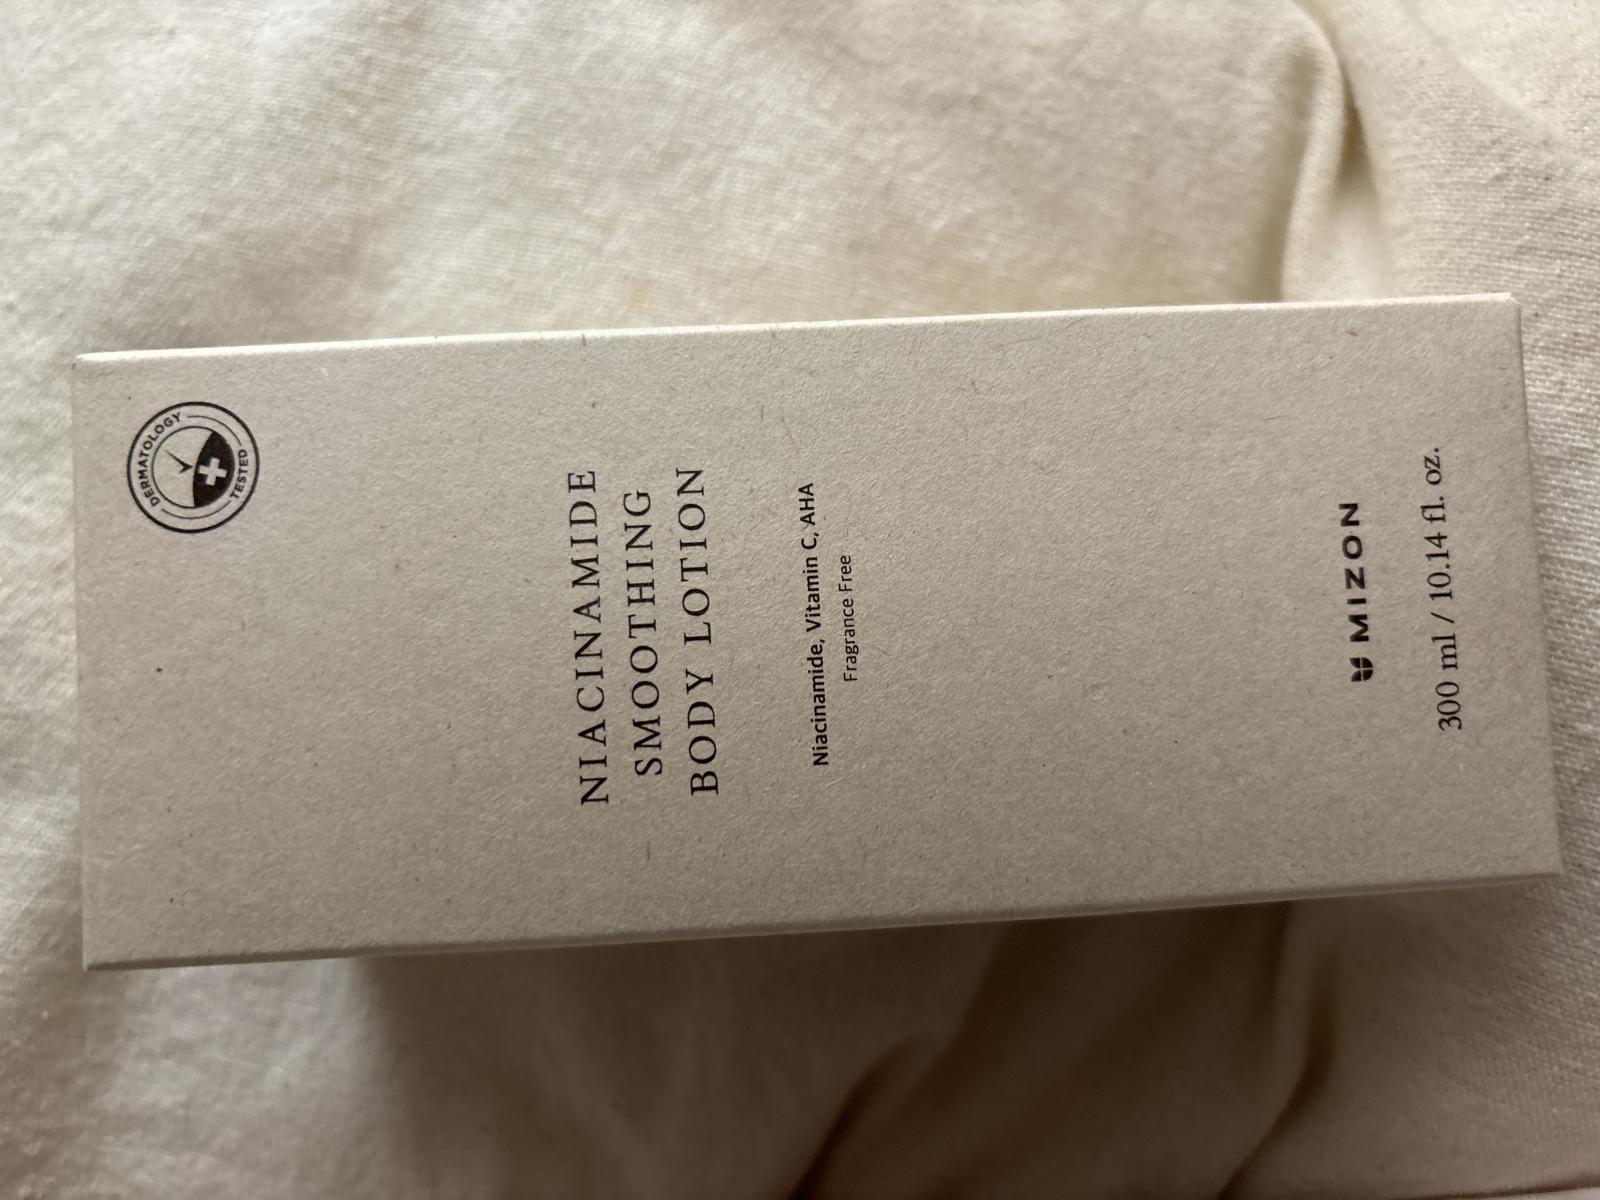 DERMATOLOGY
TESTED
NIACINAMIDE
SMOOTHING
BODY LOTION
Niacinamide, Vitamin C, AHA
Fragrance Free
MIZON
300 ml / 10.14 fl. oz.